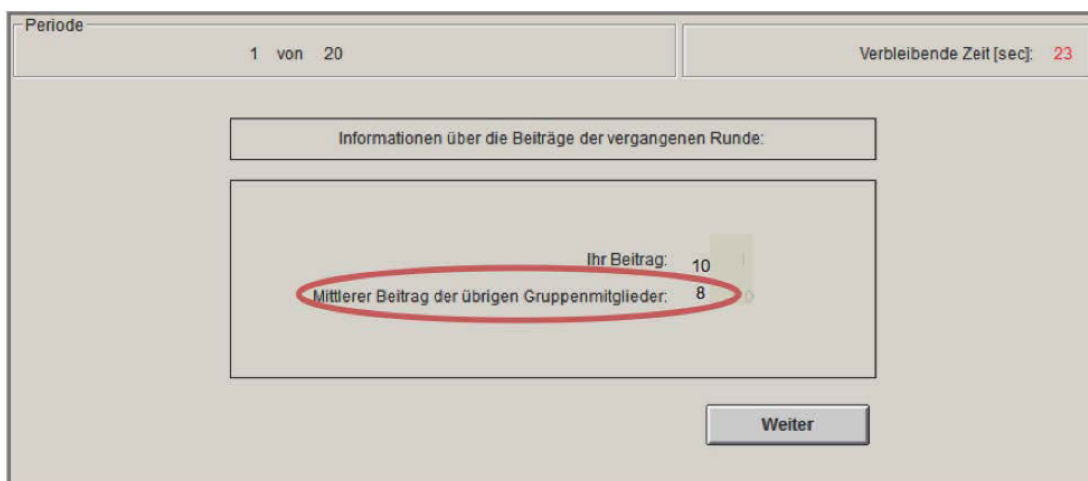 Periode
1 von 20
Verbleibende Zeit [sec]: 23
Informationen über die Beiträge der vergangenen Runde:
Ihr Beitrag: 10
Mittlerer Beitrag der übrigen Gruppenmitglieder: 8
Weiter